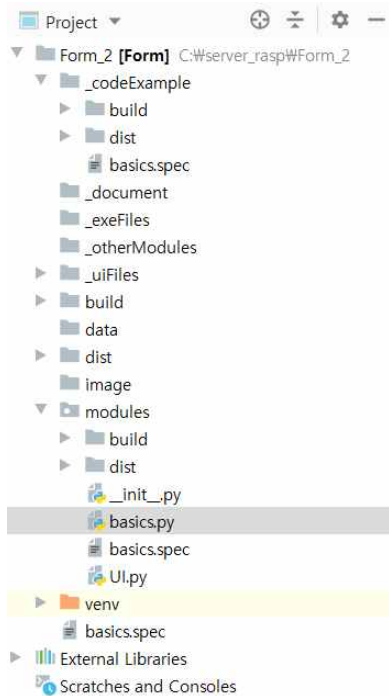 Project
Form_2 [Form] C:₩server_rasp₩Form_2
_codeExample
build
dist
basics.spec
_document
_exeFiles
_otherModules
_uiFiles
build
data
dist
image
modules
build
dist
__init__.py
basics.py
basics.spec
UI.py
venv
basics.spec
External Libraries
Scratches and Consoles